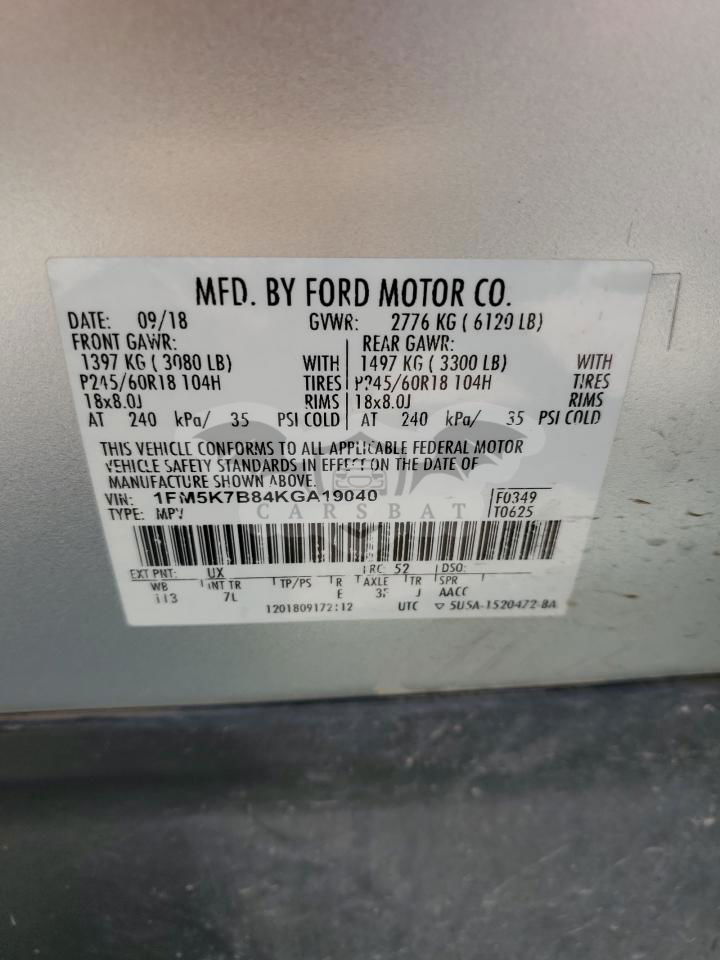 MFD. BY FORD MOTOR CO.
DATE: 09/18 GVWR: 2776 KG ( 6120 LB)
FRONT GAWR: REAR GAWR:
1397 KG ( 3080 LB) WITH 1497 KG ( 3300 LB) WITH
P245/60R18 104H TIRES P245/60R18 104H TIRES
18x8.0J RIMS 18x8.0J RIMS
AT 240 kPa/ 35 PSI COLD AT 240 kPa/ 35 PSI COLD
THIS VEHICLE CONFORMS TO ALL APPLICABLE FEDERAL MOTOR
VEHICLE SAFETY STANDARDS IN EFFECT ON THE DATE OF
MANUFACTURE SHOWN ABOVE.
VIN: 1FM5K7B84KGA19040 F0349
TYPE: MPV T0625
CARSBAT
EXT PNT: UX RC: 52 DSO:
WB INT TR TP/PS R AXLE TR SPR
113 7L E J AACC
UTC ▽ 5U5A-1520472-BA